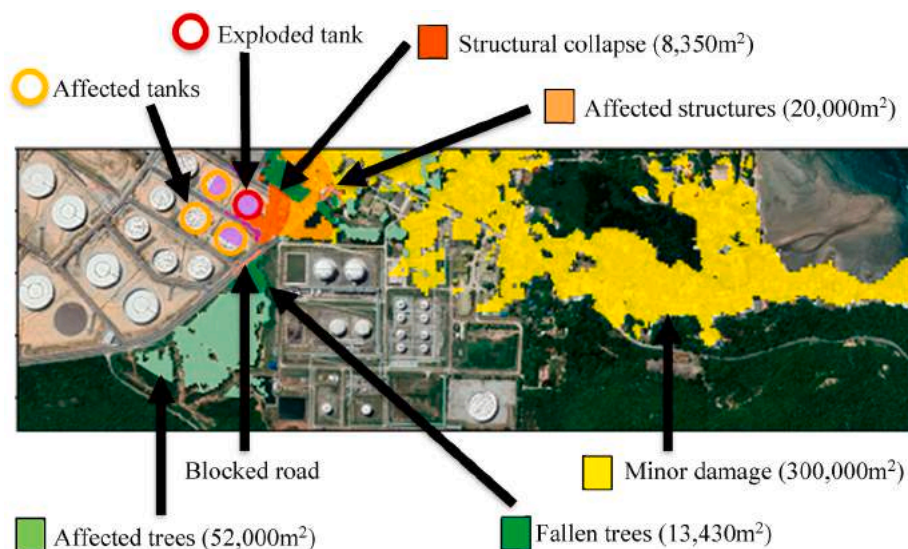 Exploded tank
Structural collapse (8,350m²)
Affected tanks
Affected structures (20,000m²)
Blocked road
Minor damage (300,000m²)
Affected trees (52,000m²)
Fallen trees (13,430m²)